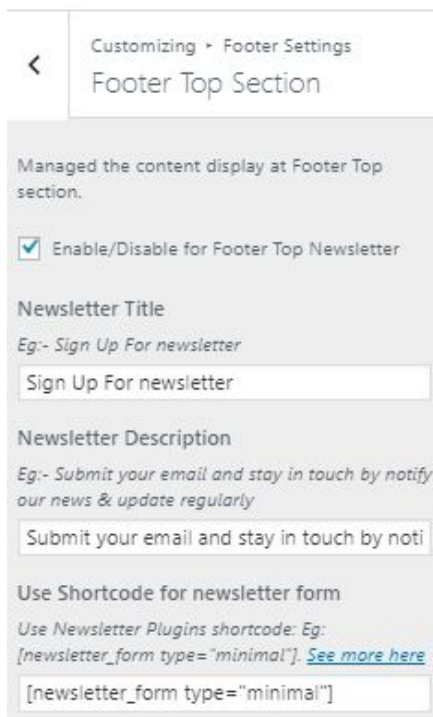 Customizing ▸ Footer Settings
Footer Top Section
Managed the content display at Footer Top
section.
Enable/Disable for Footer Top Newsletter
Newsletter Title
Eg:- Sign Up For newsletter
Sign Up For newsletter
Newsletter Description
Eg:- Submit your email and stay in touch by notify
our news & update regularly
Submit your email and stay in touch by noti
Use Shortcode for newsletter form
Use Newsletter Plugins shortcode: Eg:
[newsletter_form type="minimal"]. See more here
[newsletter_form type="minimal"]